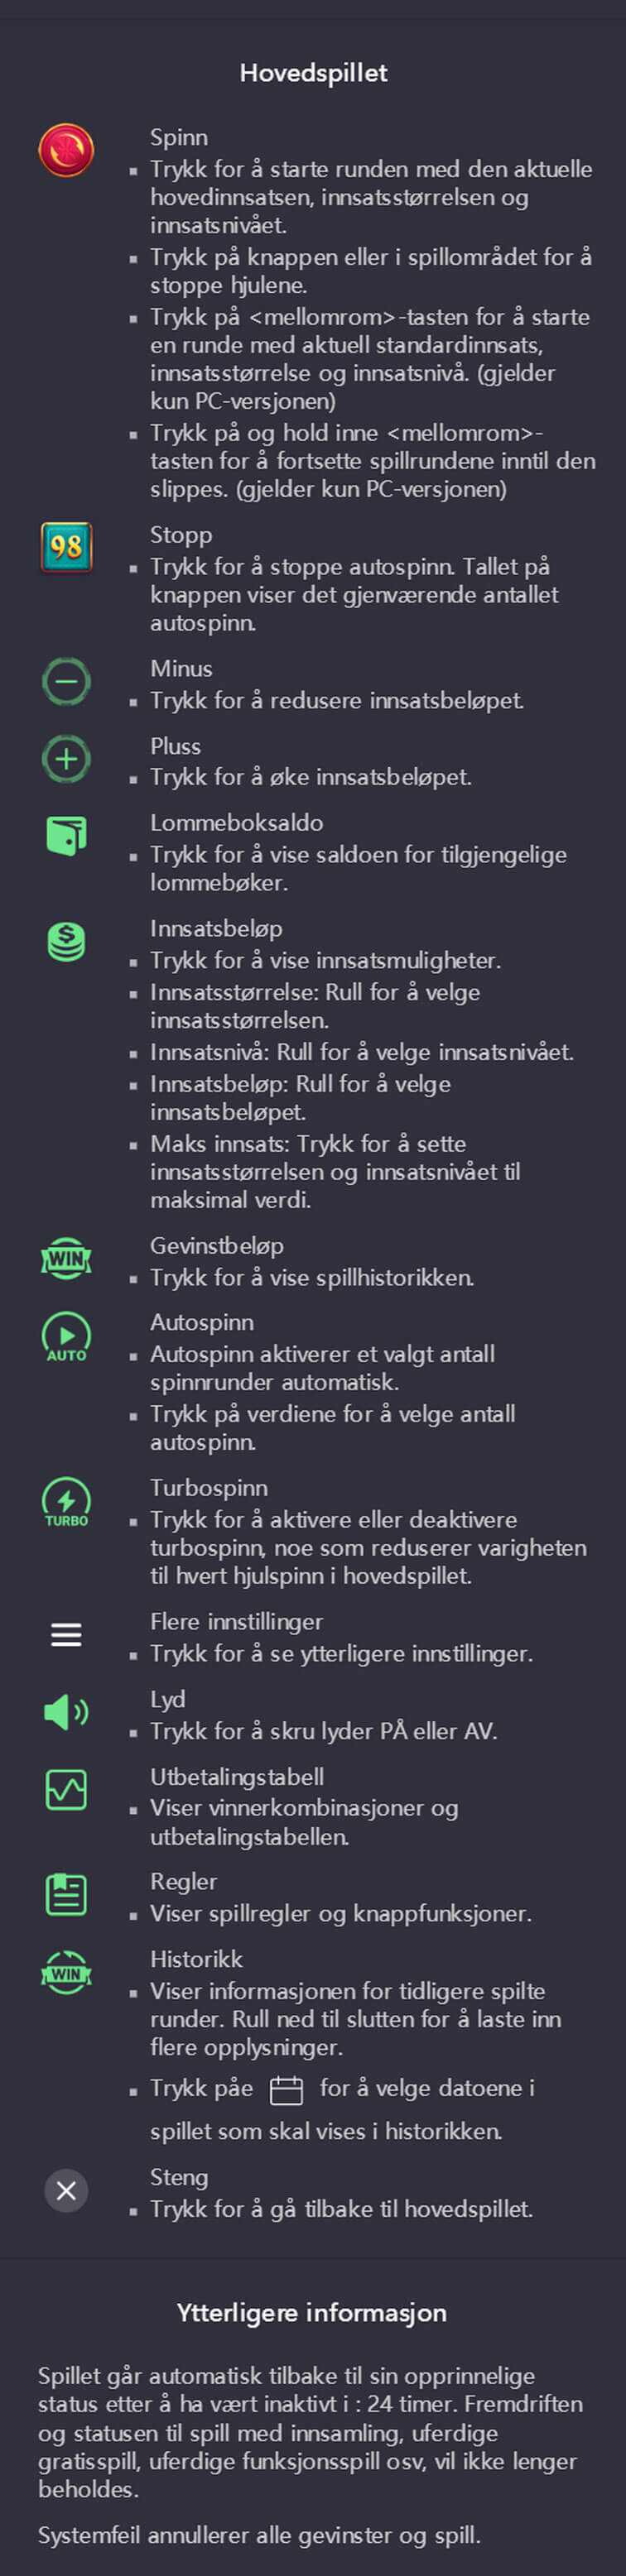 Hovedspillet
Spinn
▪ Trykk for å starte runden med den aktuelle
hovedinnsatsen, innsatsstørrelsen og
innsatsnivået.
▪ Trykk på knappen eller i spillområdet for å
stoppe hjulene.
▪ Trykk på <mellomrom>-tasten for å starte
en runde med aktuell standardinnsats,
innsatsstørrelse og innsatsnivå. (gjelder
kun PC-versjonen)
▪ Trykk på og hold inne <mellomrom>-
tasten for å fortsette spillrundene inntil den
slippes. (gjelder kun PC-versjonen)
98
Stopp
▪ Trykk for å stoppe autospinn. Tallet på
knappen viser det gjenværende antallet
autospinn.
Minus
▪ Trykk for å redusere innsatsbeløpet.
Pluss
▪ Trykk for å øke innsatsbeløpet.
Lommeboksaldo
▪ Trykk for å vise saldoen for tilgjengelige
lommebøker.
Innsatsbeløp
▪ Trykk for å vise innsatsmuligheter.
▪ Innsatsstørrelse: Rull for å velge
innsatsstørrelsen.
▪ Innsatsnivå: Rull for å velge innsatsnivået.
▪ Innsatsbeløp: Rull for å velge
innsatsbeløpet.
▪ Maks innsats: Trykk for å sette
innsatsstørrelsen og innsatsnivået til
maksimal verdi.
WIN
Gevinstbeløp
▪ Trykk for å vise spillhistorikken.
AUTO
Autospinn
▪ Autospinn aktiverer et valgt antall
spinnrunder automatisk.
▪ Trykk på verdiene for å velge antall
autospinn.
TURBO
Turbospinn
▪ Trykk for å aktivere eller deaktivere
turbospinn, noe som reduserer varigheten
til hvert hjulspinn i hovedspillet.
Flere innstillinger
▪ Trykk for å se ytterligere innstillinger.
Lyd
▪ Trykk for å skru lyder PÅ eller AV.
Utbetalingstabell
▪ Viser vinnerkombinasjoner og
utbetalingstabellen.
Regler
▪ Viser spillregler og knappfunksjoner.
WIN
Historikk
▪ Viser informasjonen for tidligere spilte
runder. Rull ned til slutten for å laste inn
flere opplysninger.
▪ Trykk påe for å velge datoene i
spillet som skal vises i historikken.
Steng
▪ Trykk for å gå tilbake til hovedspillet.
Ytterligere informasjon
Spillet går automatisk tilbake til sin opprinnelige
status etter å ha vært inaktivt i : 24 timer. Fremdriften
og statusen til spill med innsamling, uferdige
gratisspill, uferdige funksjonsspill osv, vil ikke lenger
beholdes.
Systemfeil annullerer alle gevinster og spill.